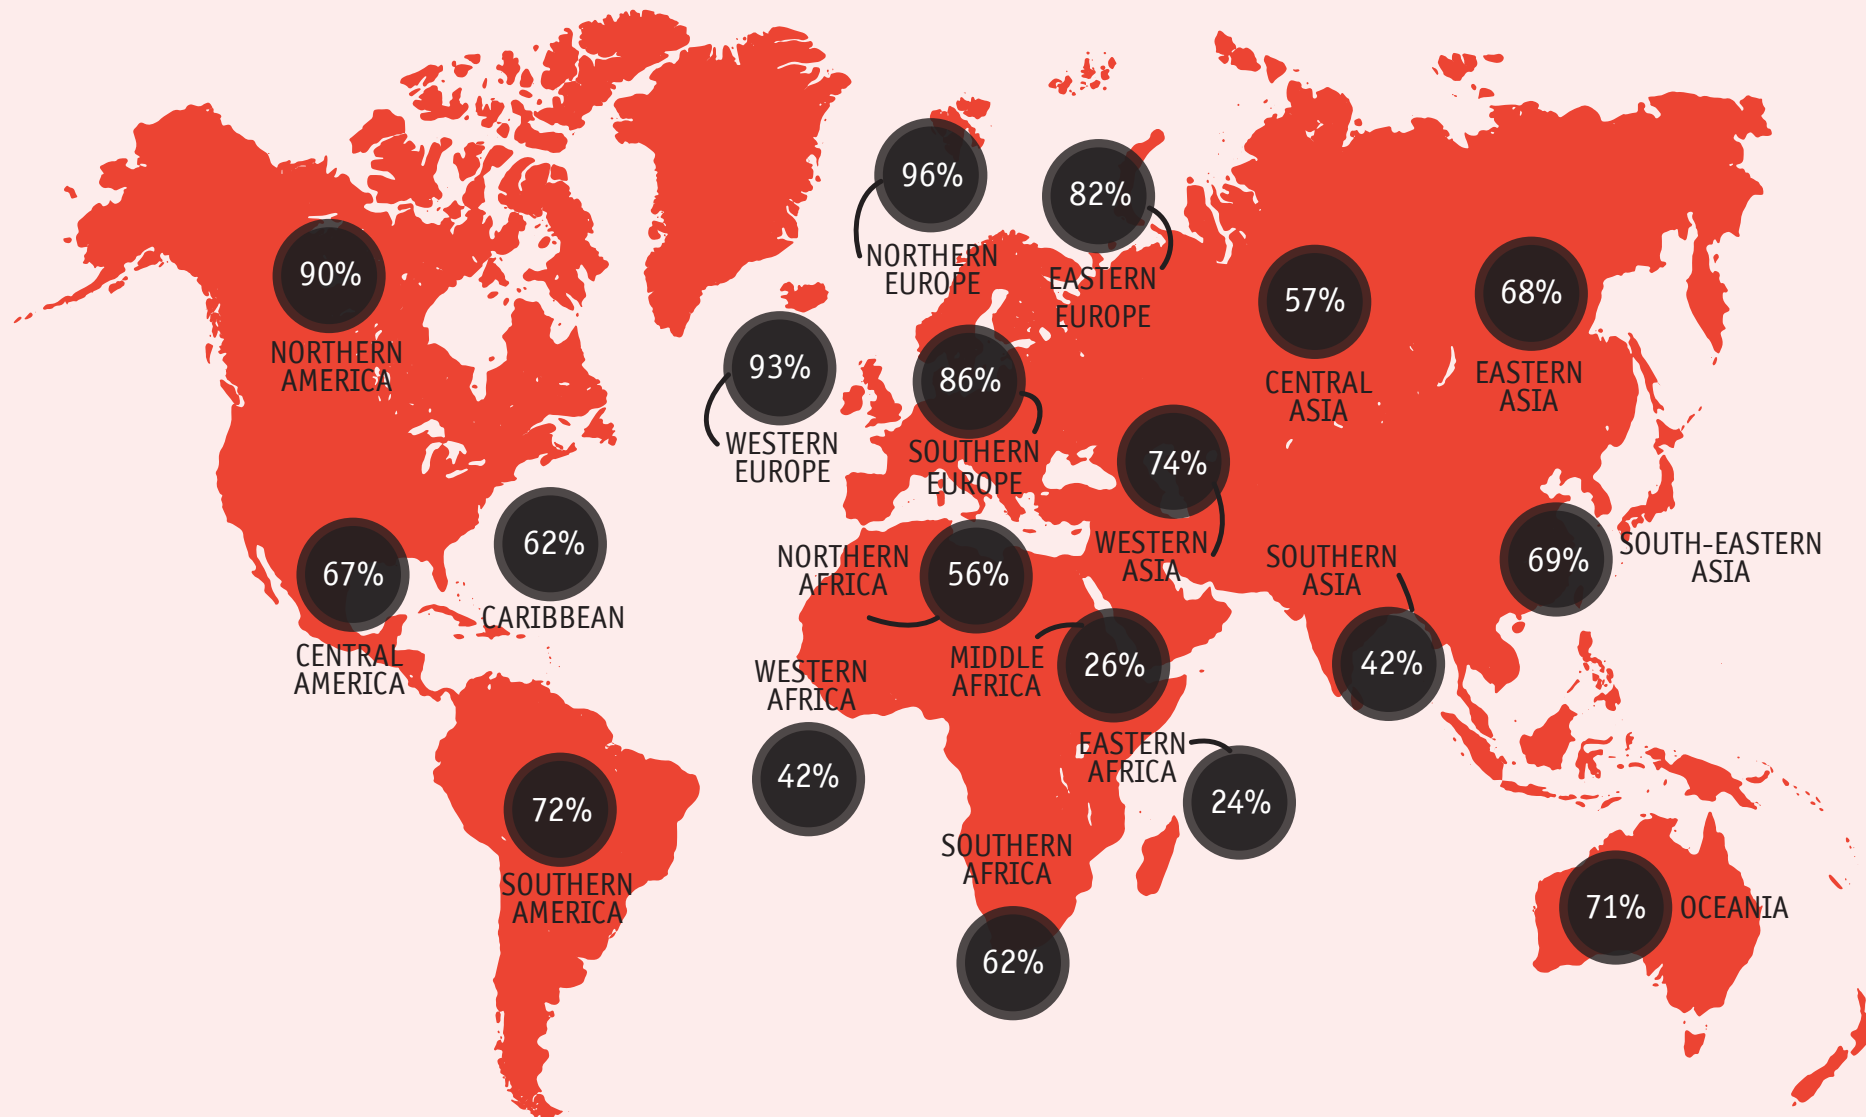 96%
NORTHERN
EUROPE
82%
EASTERN
EUROPE
90%
NORTHERN
AMERICA
57%
CENTRAL
ASIA
68%
EASTERN
ASIA
93%
WESTERN
EUROPE
86%
SOUTHERN
EUROPE
74%
WESTERN
ASIA
67%
CENTRAL
AMERICA
62%
CARIBBEAN
NORTHERN
AFRICA
56%
SOUTHERN
ASIA
42%
69%
SOUTH-EASTERN
ASIA
WESTERN
AFRICA
42%
MIDDLE
AFRICA
26%
EASTERN
AFRICA
24%
72%
SOUTHERN
AMERICA
SOUTHERN
AFRICA
62%
71%
OCEANIA